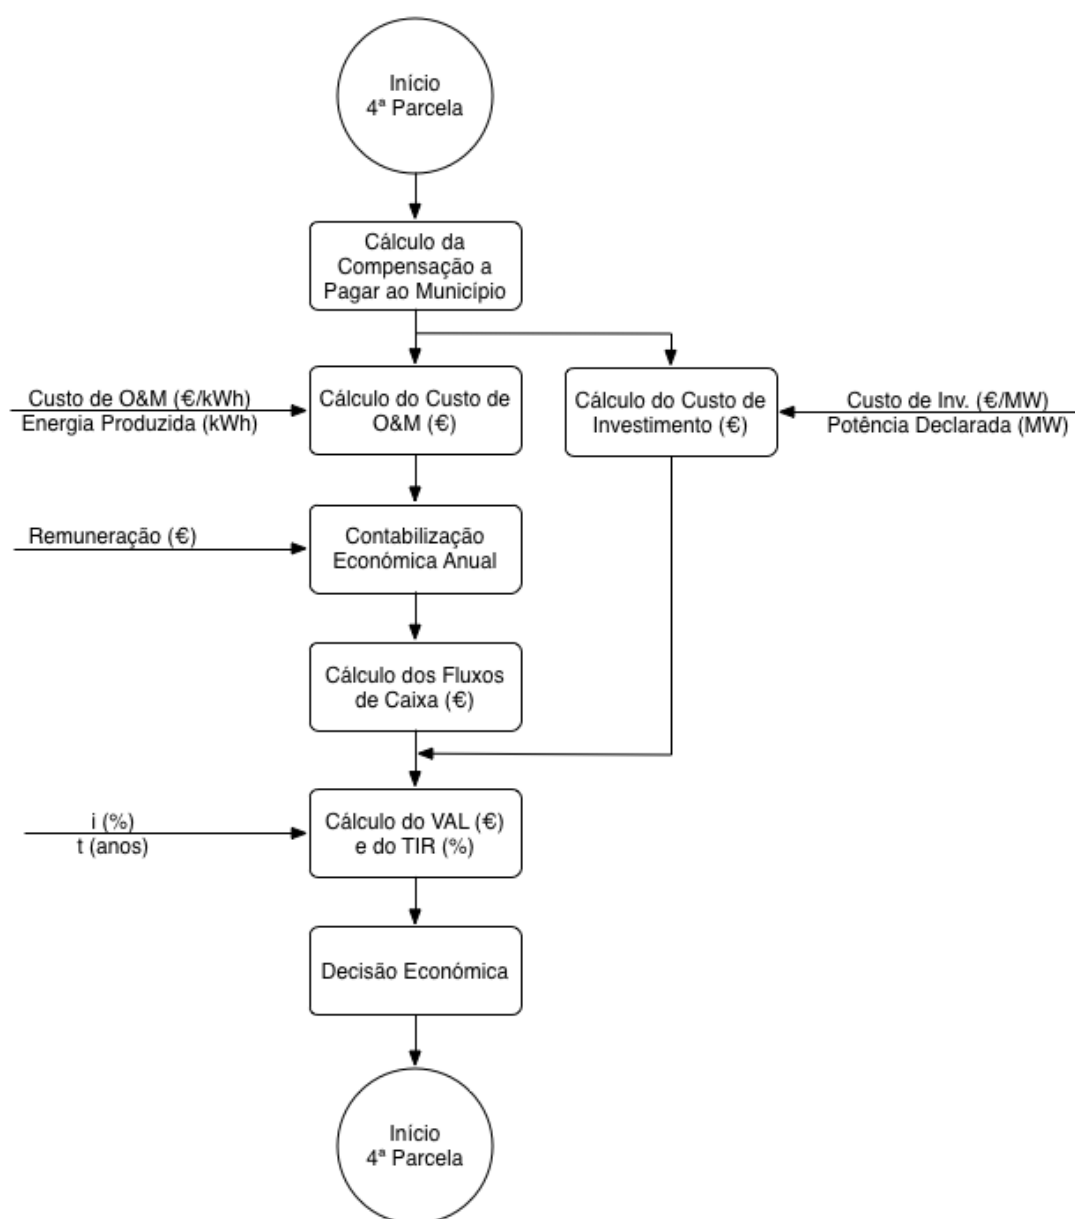 Início
4ª Parcela
Cálculo da
Compensação a
Pagar ao Município
Custo de O&M (€/kWh)
Energia Produzida (kWh)
Cálculo do Custo de
O&M (€)
Cálculo do Custo de
Investimento (€)
Custo de Inv. (€/MW)
Potência Declarada (MW)
Remuneração (€)
Contabilização
Económica Anual
Cálculo dos Fluxos
de Caixa (€)
i (%)
t (anos)
Cálculo do VAL (€)
e do TIR (%)
Decisão Económica
Início
4ª Parcela